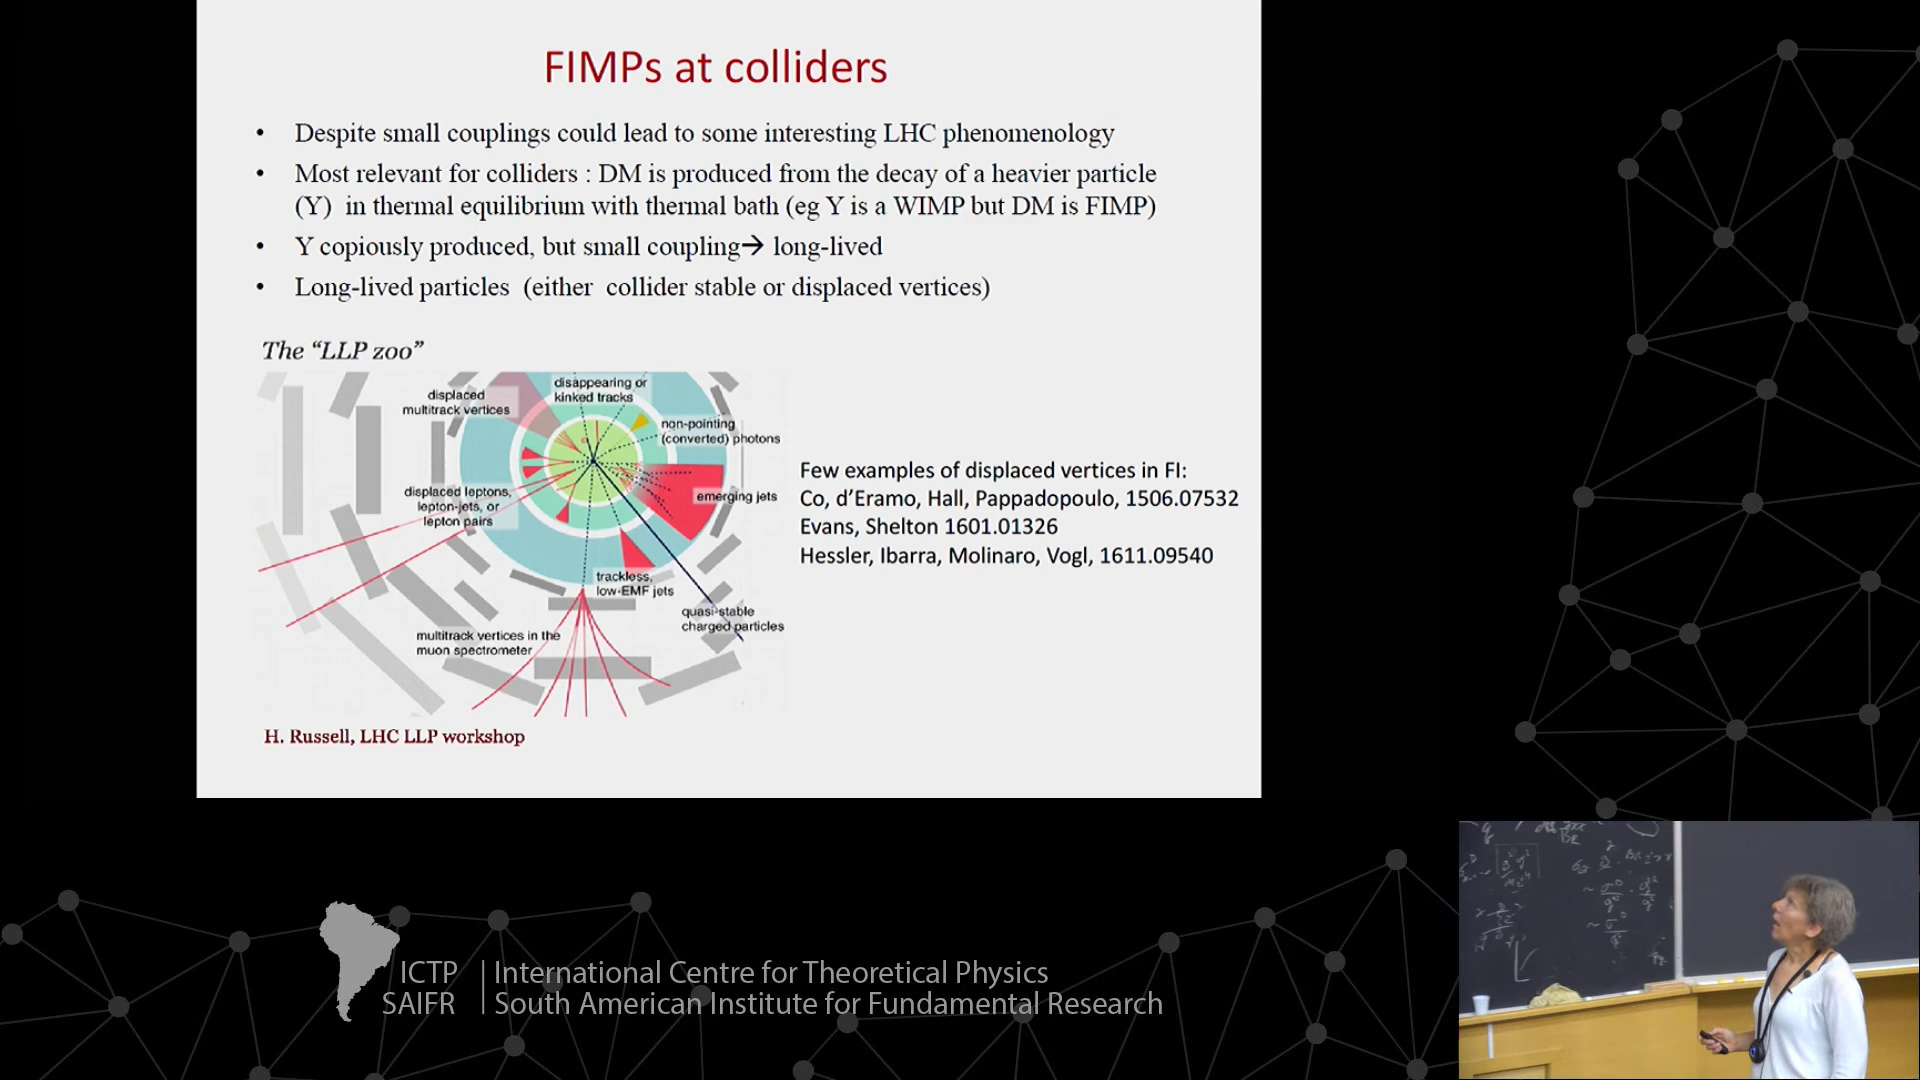 FIMPs at colliders
• Despite small couplings could lead to some interesting LHC phenomenology
• Most relevant for colliders : DM is produced from the decay of a heavier particle
(Y) in thermal equilibrium with thermal bath (eg Y is a WIMP but DM is FIMP)
• Y copiously produced, but small coupling→ long-lived
• Long-lived particles (either collider stable or displaced vertices)
The “LLP zoo”
displaced
multitrack vertices
disappearing or
kinked tracks
non-pointing
(converted) photons
emerging jets
displaced leptons,
lepton-jets, or
lepton pairs
trackless,
low-EMF jets
quasi-stable
charged particles
multitrack vertices in the
muon spectrometer
H. Russell, LHC LLP workshop
Few examples of displaced vertices in FI:
Co, d’Eramo, Hall, Pappadopoulo, 1506.07532
Evans, Shelton 1601.01326
Hessler, Ibarra, Molinaro, Vogl, 1611.09540
ICTP
SAIFR
International Centre for Theoretical Physics
South American Institute for Fundamental Research